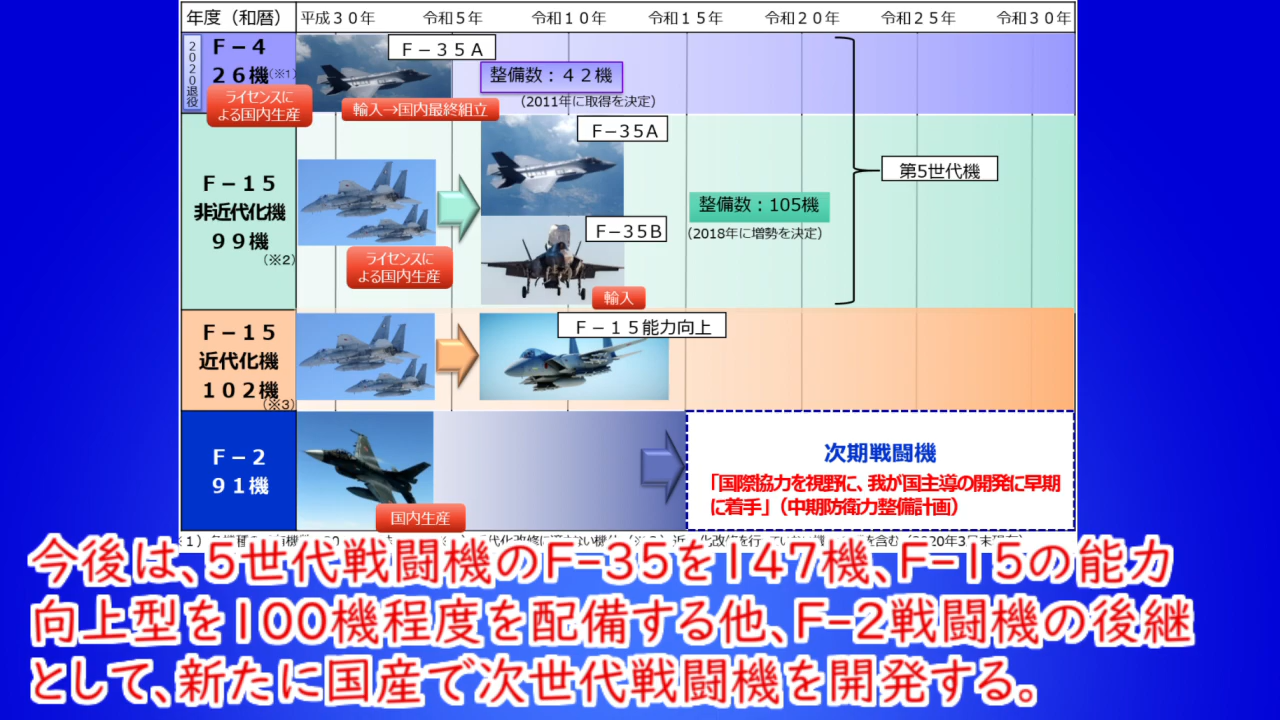 年度（和暦） 平成３０年 令和５年 令和１０年 令和１５年 令和２０年 令和２５年 令和３０年
2020退役
Ｆ－４
２６機(※1)
ライセンスに
よる国内生産
Ｆ－３５Ａ
輸入→国内最終組立
整備数：４２機
（2011年に取得を決定）
Ｆ－１５
非近代化機
９９機
(※2)
ライセンスに
よる国内生産
Ｆ－３５Ａ
Ｆ－３５Ｂ
輸入
整備数：105機
（2018年に増勢を決定）
第5世代機
Ｆ－１５
近代化機
１０２機
(※3)
Ｆ－１５能力向上
Ｆ－２
９１機
国内生産
次期戦闘機
「国際協力を視野に、我が国主導の開発に早期
に着手」（中期防衛力整備計画）
今後は、5世代戦闘機のF-35を147機、F-15の能力
向上型を100機程度を配備する他、F-2戦闘機の後継
として、新たに国産で次世代戦闘機を開発する。